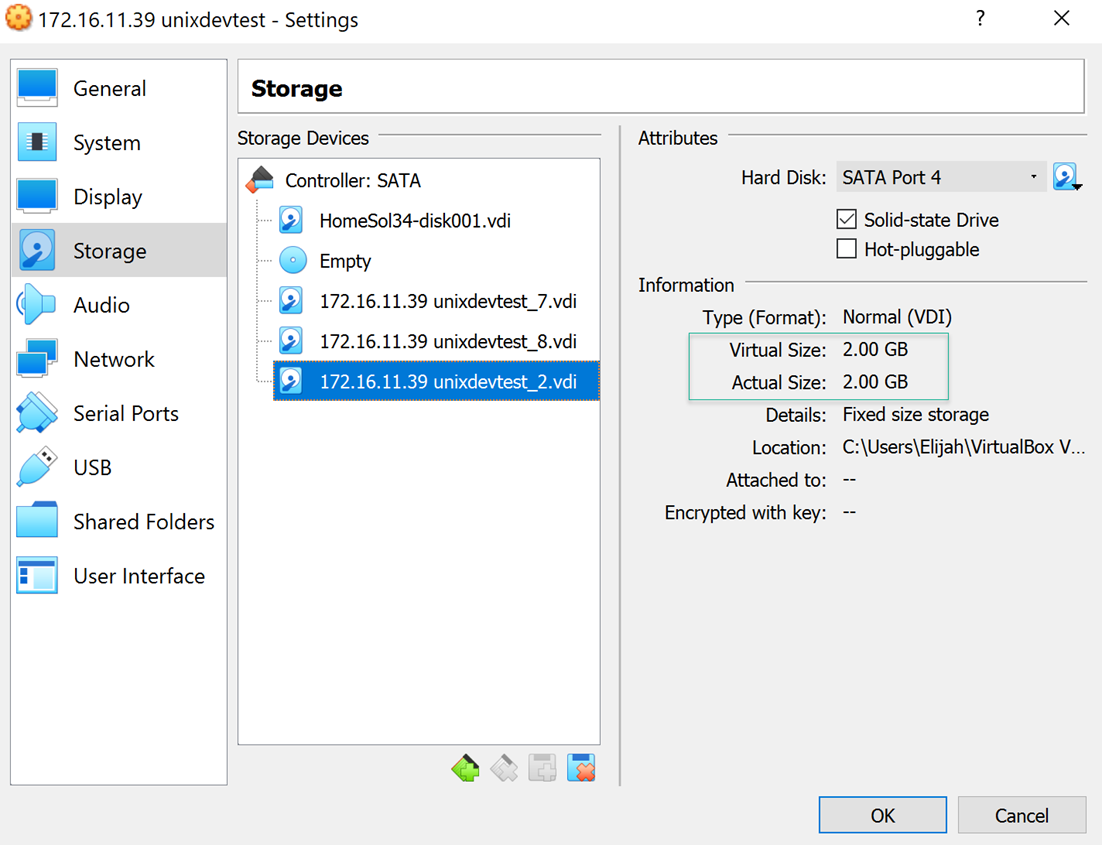 172.16.11.39 unixdevtest - Settings
?
General
System
Display
Storage
Audio
Network
Serial Ports
USB
Shared Folders
User Interface
Storage
Storage Devices
Controller: SATA
HomeSol34-disk001.vdi
Empty
172.16.11.39 unixdevtest_7.vdi
172.16.11.39 unixdevtest_8.vdi
172.16.11.39 unixdevtest_2.vdi
Attributes
Hard Disk: SATA Port 4
Solid-state Drive
Hot-pluggable
Information
Type (Format): Normal (VDI)
Virtual Size: 2.00 GB
Actual Size: 2.00 GB
Details: Fixed size storage
Location: C:\Users\Elijah\VirtualBox V...
Attached to: --
Encrypted with key: --
OK
Cancel